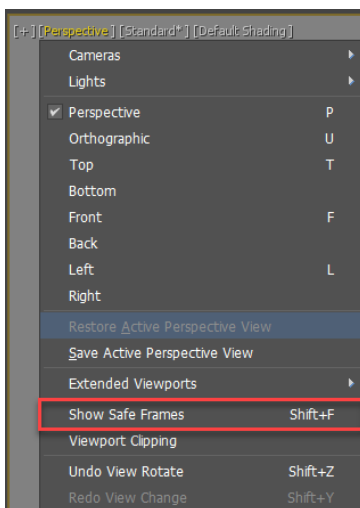 [+][Perspective][Standard*][Default Shading]
Cameras
Lights
Perspective P
Orthographic U
Top T
Bottom
Front F
Back
Left L
Right
Restore Active Perspective View
Save Active Perspective View
Extended Viewports
Show Safe Frames Shift+F
Viewport Clipping
Undo View Rotate Shift+Z
Redo View Change Shift+Y